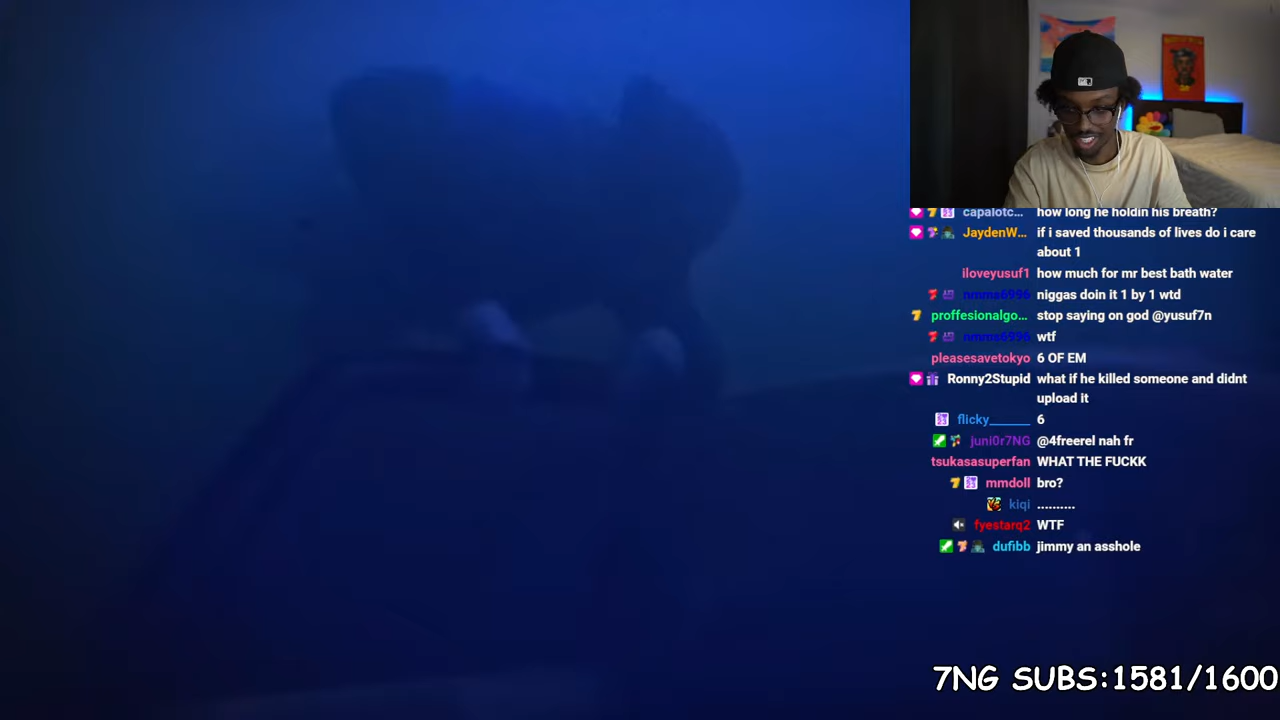 capalotc... how long he holdin his breath?
JaydenW... if i saved thousands of lives do i care
about 1
iloveyusuf1 how much for mr best bath water
nmms6996 niggas doin it 1 by 1 wtd
proffesionalgo... stop saying on god @yusuf7n
nmms6996 wtf
pleasesavetokyo 6 OF EM
Ronny2Stupid what if he killed someone and didnt
upload it
flicky_______ 6
juni0r7NG @4freerel nah fr
tsukasasuperfan WHAT THE FUCKK
mmdoll bro?
kiqi ..........
fyestarq2 WTF
dufibb jimmy an asshole
7NG SUBS:1581/1600